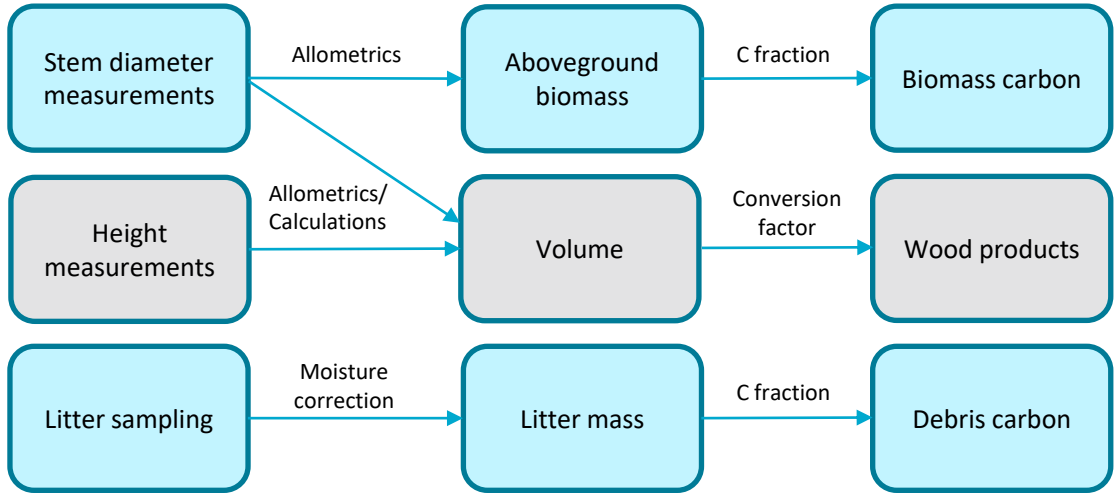 Stem diameter
measurements
Allometrics
Aboveground
biomass
C fraction
Biomass carbon
Height
measurements
Allometrics/
Calculations
Volume
Conversion
factor
Wood products
Litter sampling
Moisture
correction
Litter mass
C fraction
Debris carbon